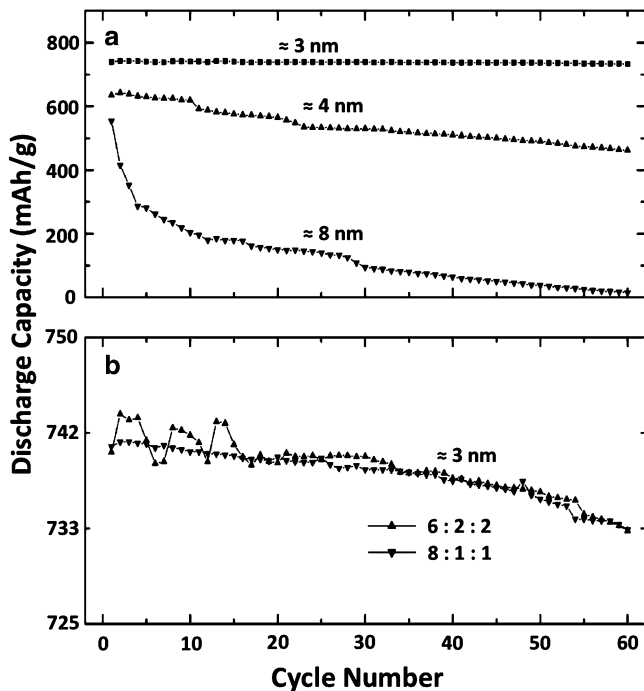 a
800
≈ 3 nm
600
≈ 4 nm
400
200
≈ 8 nm
0
Discharge Capacity (mAh/g)
750
b
742
≈ 3 nm
733
6 : 2 : 2
8 : 1 : 1
725
0 10 20 30 40 50 60
Cycle Number